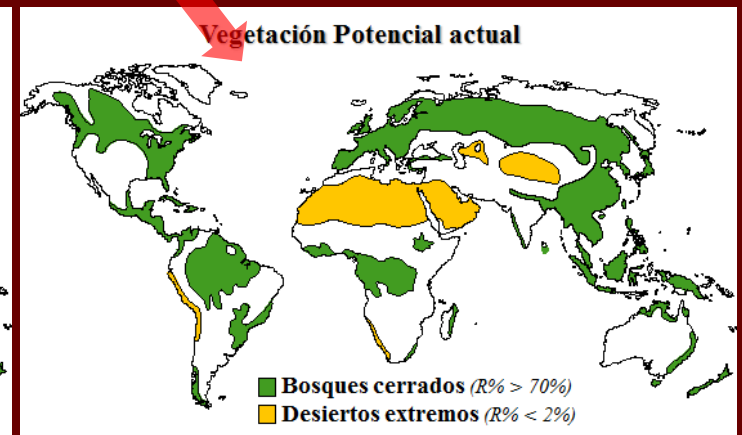 Vegetación Potencial actual
Bosques cerrados (R% > 70%)
Desiertos extremos (R% < 2%)